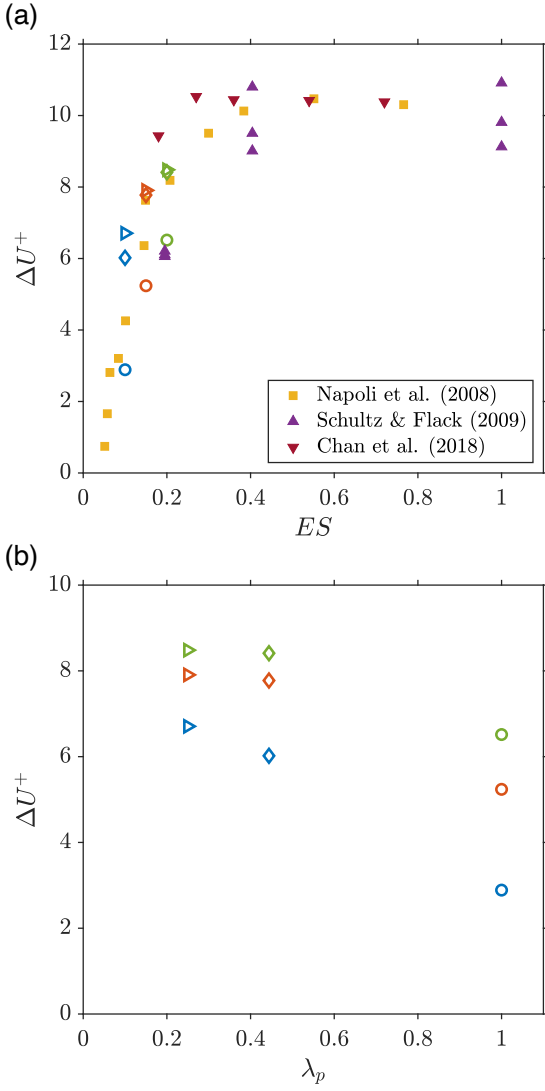 (a)
12
10
8
6
4
2
0
ΔU⁺
Napoli et al. (2008)
Schultz & Flack (2009)
Chan et al. (2018)
0 0.2 0.4 0.6 0.8 1
ES
(b)
10
8
6
4
2
0
ΔU⁺
0 0.2 0.4 0.6 0.8 1
λₚ